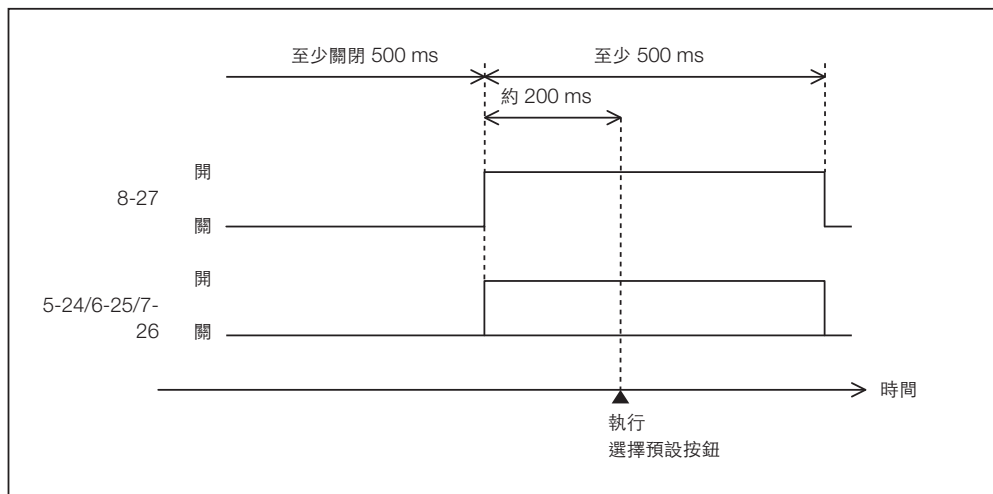 至少關閉 500 ms
至少 500 ms
約 200 ms
開
8-27
關
開
5-24/6-25/7-
26
關
時間
執行
選擇預設按鈕